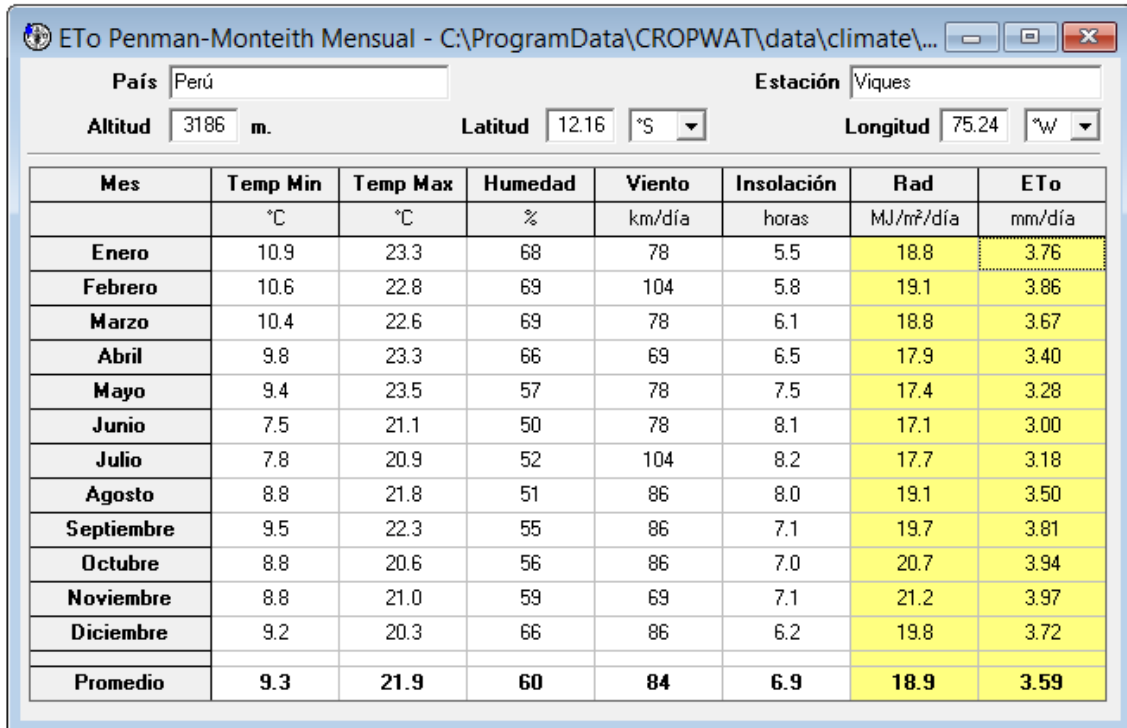 ETo Penman-Monteith Mensual - C:\ProgramData\CROPWAT\data\climate\...
País Perú Estación Viques
Altitud 3186 m. Latitud 12.16 °S Longitud 75.24 °W
Mes Temp Min Temp Max Humedad Viento Insolación Rad ETo
°C °C % km/día horas MJ/m²/día mm/día
Enero 10.9 23.3 68 78 5.5 18.8 3.76
Febrero 10.6 22.8 69 104 5.8 19.1 3.86
Marzo 10.4 22.6 69 78 6.1 18.8 3.67
Abril 9.8 23.3 66 69 6.5 17.9 3.40
Mayo 9.4 23.5 57 78 7.5 17.4 3.28
Junio 7.5 21.1 50 78 8.1 17.1 3.00
Julio 7.8 20.9 52 104 8.2 17.7 3.18
Agosto 8.8 21.8 51 86 8.0 19.1 3.50
Septiembre 9.5 22.3 55 86 7.1 19.7 3.81
Octubre 8.8 20.6 56 86 7.0 20.7 3.94
Noviembre 8.8 21.0 59 69 7.1 21.2 3.97
Diciembre 9.2 20.3 66 86 6.2 19.8 3.72
Promedio 9.3 21.9 60 84 6.9 18.9 3.59